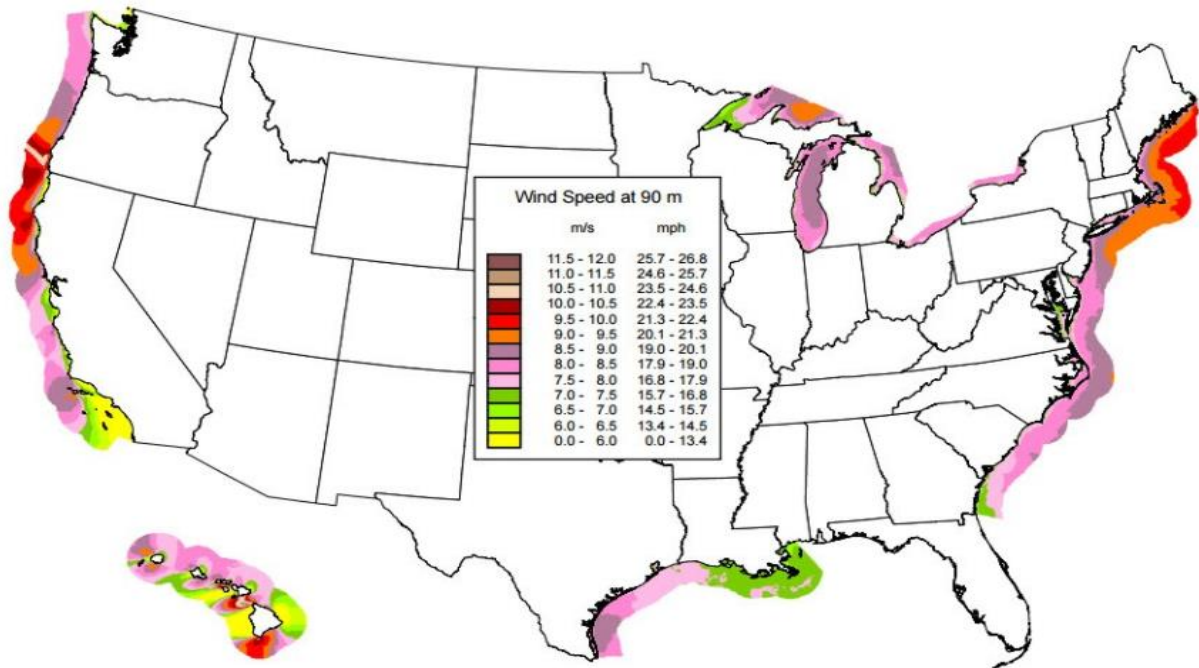 Wind Speed at 90 m
m/s mph
11.5 - 12.0 25.7 - 26.8
11.0 - 11.5 24.6 - 25.7
10.5 - 11.0 23.5 - 24.6
10.0 - 10.5 22.4 - 23.5
9.5 - 10.0 21.3 - 22.4
9.0 - 9.5 20.1 - 21.3
8.5 - 9.0 19.0 - 20.1
8.0 - 8.5 17.9 - 19.0
7.5 - 8.0 16.8 - 17.9
7.0 - 7.5 15.7 - 16.8
6.5 - 7.0 14.5 - 15.7
6.0 - 6.5 13.4 - 14.5
0.0 - 6.0 0.0 - 13.4